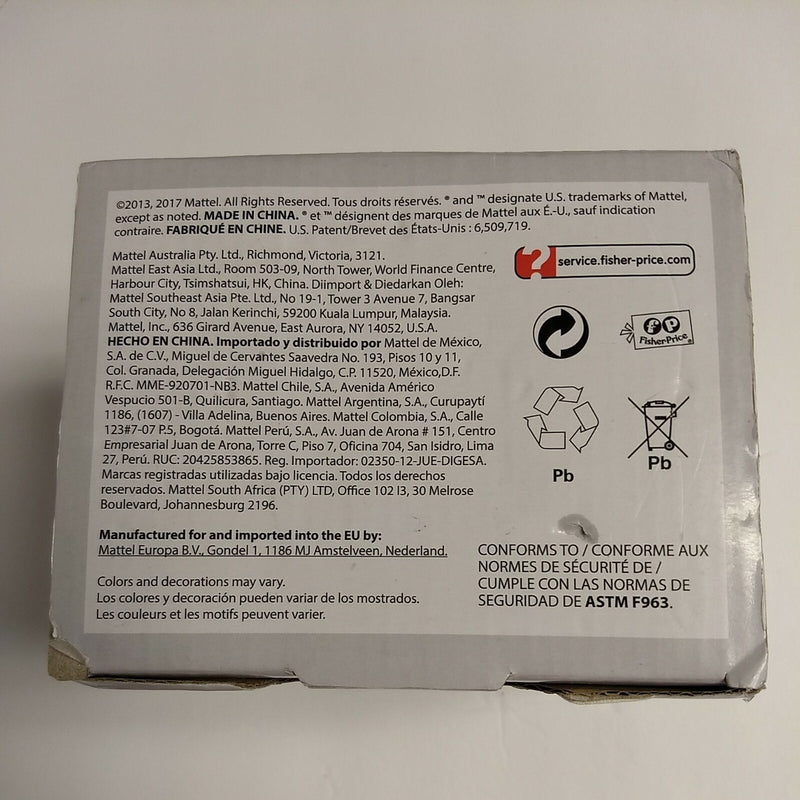 ©2013, 2017 Mattel. All Rights Reserved. Tous droits réservés. ® and ™ designate U.S. trademarks of Mattel,
except as noted. MADE IN CHINA. ® et ™ désignent des marques de Mattel aux É.-U., sauf indication
contraire. FABRIQUÉ EN CHINE. U.S. Patent/Brevet des États-Unis : 6,509,719.
Mattel Australia Pty. Ltd., Richmond, Victoria, 3121.
Mattel East Asia Ltd., Room 503-09, North Tower, World Finance Centre,
Harbour City, Tsimshatsui, HK, China. Diimport & Diedarkan Oleh:
Mattel Southeast Asia Pte. Ltd., No 19-1, Tower 3 Avenue 7, Bangsar
South City, No 8, Jalan Kerinchi, 59200 Kuala Lumpur, Malaysia.
Mattel, Inc., 636 Girard Avenue, East Aurora, NY 14052, U.S.A.
HECHO EN CHINA. Importado y distribuido por Mattel de México,
S.A. de C.V., Miguel de Cervantes Saavedra No. 193, Pisos 10 y 11,
Col. Granada, Delegación Miguel Hidalgo, C.P. 11520, México, D.F.
R.F.C. MME-920701-NB3. Mattel Chile, S.A., Avenida Américo
Vespucio 501-B, Quilicura, Santiago. Mattel Argentina, S.A., Curupaytí
1186, (1607) - Villa Adelina, Buenos Aires. Mattel Colombia, S.A., Calle
123#7-07 P.5, Bogotá. Mattel Perú, S.A., Av. Juan de Arona # 151, Centro
Empresarial Juan de Arona, Torre C, Piso 7, Oficina 704, San Isidro, Lima
27, Perú. RUC: 20425853865. Reg. Importador: 02350-12-JUE-DIGESA.
Marcas registradas utilizadas bajo licencia. Todos los derechos
reservados. Mattel South Africa (PTY) LTD, Office 102 I3, 30 Melrose
Boulevard, Johannesburg 2196.
Manufactured for and imported into the EU by:
Mattel Europa B.V., Gondel 1, 1186 MJ Amstelveen, Nederland.
Colors and decorations may vary.
Los colores y decoración pueden variar de los mostrados.
Les couleurs et les motifs peuvent varier.
? service.fisher-price.com
FP
Fisher-Price®
Pb
Pb
CONFORMS TO / CONFORME AUX
NORMES DE SÉCURITÉ DE /
CUMPLE CON LAS NORMAS DE
SEGURIDAD DE ASTM F963.